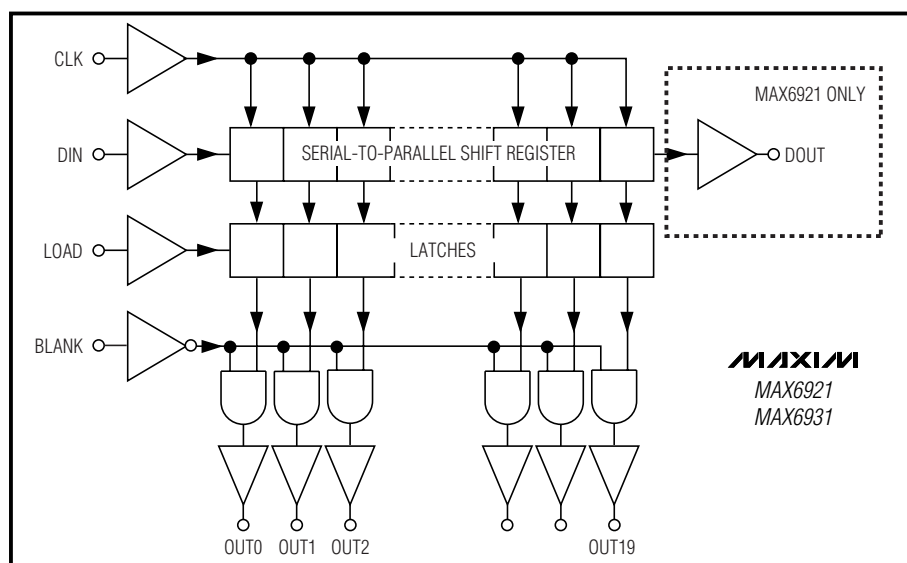 CLK
MAX6921 ONLY
DIN
SERIAL-TO-PARALLEL SHIFT REGISTER
DOUT
LOAD
LATCHES
BLANK
MAXIM
MAX6921
MAX6931
OUT0
OUT1
OUT2
OUT19